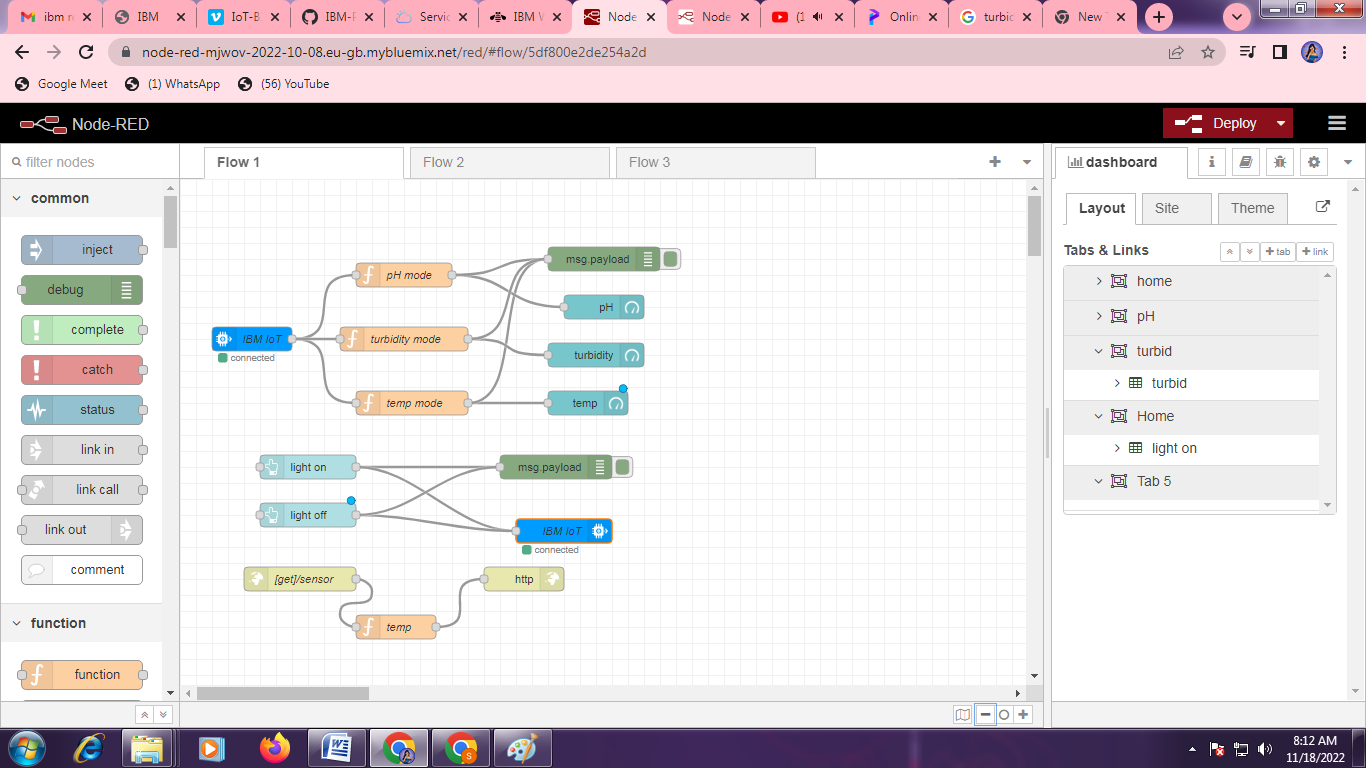 ibm re
IBM
IoT-B
IBM-F
Servic
IBM W
Node
Node
(1
Online
turbid
New T
node-red-mjwov-2022-10-08.eu-gb.mybluemix.net/red/#flow/5df800e2de254a2d
Google Meet
(1) WhatsApp
(56) YouTube
Node-RED
Deploy
filter nodes
Flow 1
Flow 2
Flow 3
dashboard
common
inject
debug
complete
catch
status
link in
link call
link out
comment
function
function
pH mode
msg.payload
pH
IBM IoT
connected
turbidity mode
turbidity
temp mode
temp
light on
msg.payload
light off
IBM IoT
connected
[get]/sensor
http
temp
Layout
Site
Theme
Tabs & Links
tab
link
home
pH
turbid
turbid
Home
light on
Tab 5
8:12 AM
11/18/2022